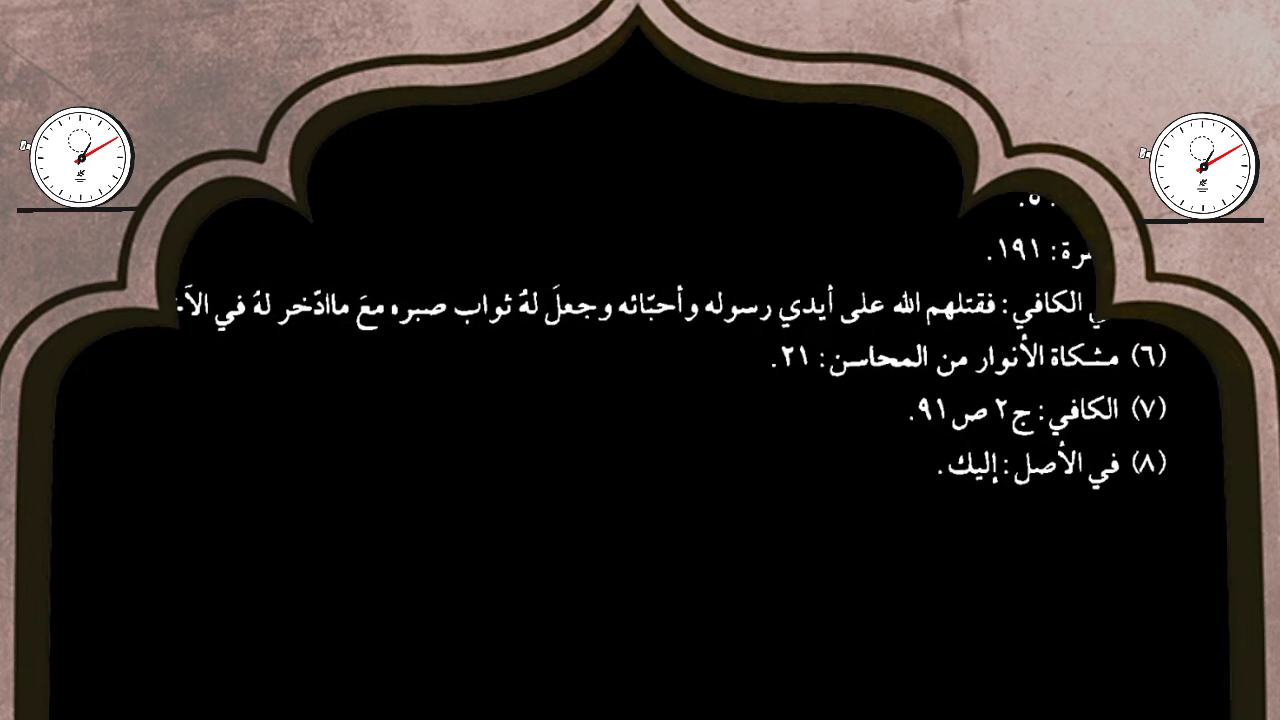 ٥.
١٩١.
الكافي: فقتلهم الله على أيدي رسوله وأحبّائه وجعلَ لهُ ثواب صبره معَ ماادّخر لهُ في
(٦) مشكاة الأنوار من المحاسن: ٢١.
(٧) الكافي: ج٢ ص٩١.
(٨) في الأصل: إليك.